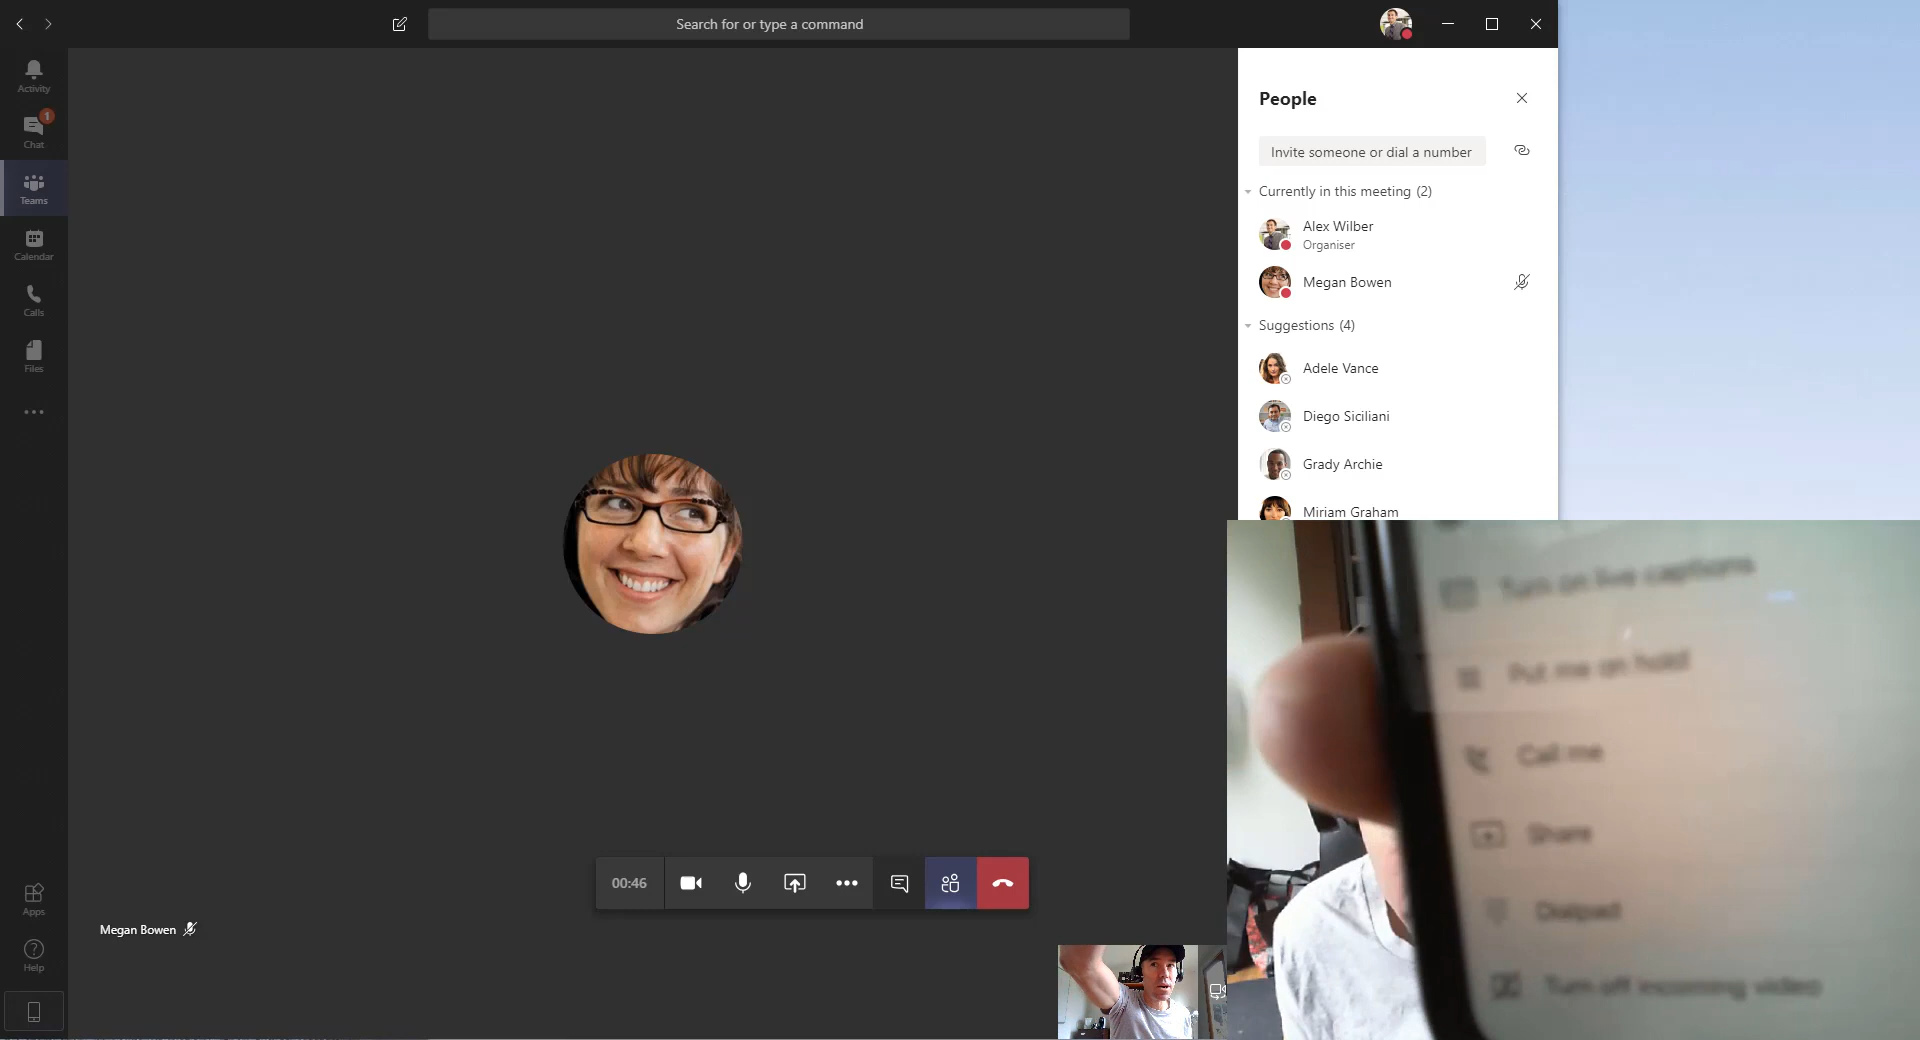 Search for or type a command
Activity
1
Chat
Teams
Calendar
Calls
Files
Apps
Help
People
Invite someone or dial a number
Currently in this meeting (2)
Alex Wilber
Organiser
Megan Bowen
Suggestions (4)
Adele Vance
Diego Siciliani
Grady Archie
Miriam Graham
00:46
Megan Bowen
Turn on live captions
Put me on hold
Call me
Share
Dialpad
Turn off incoming video